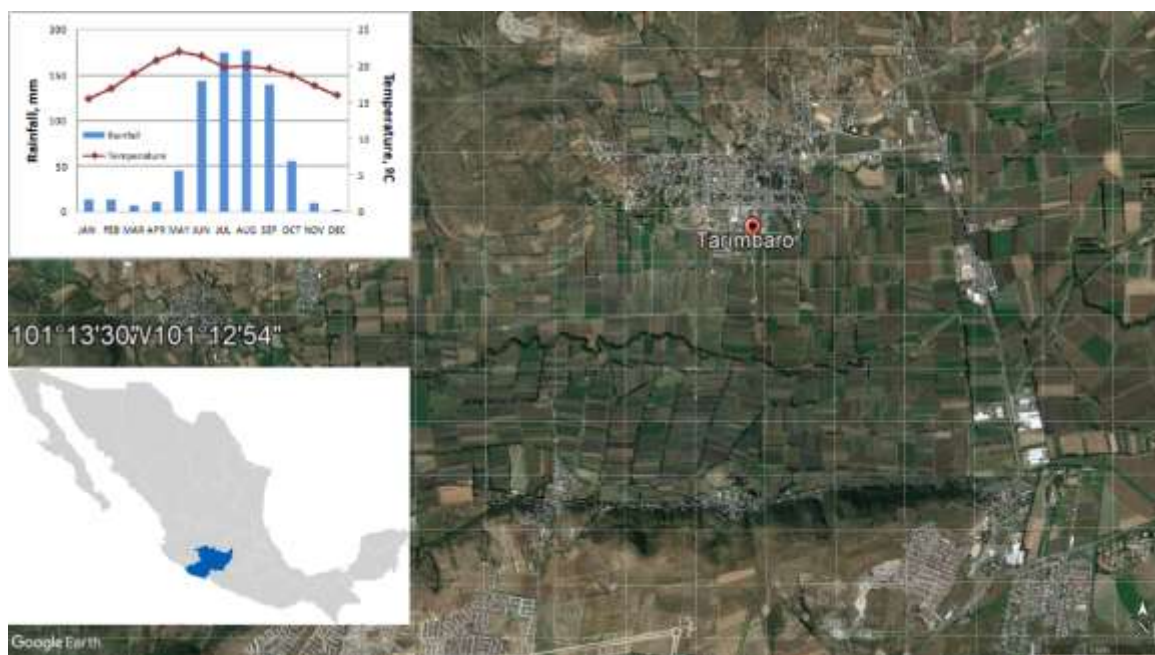 200
150
100
50
0
Rainfall, mm
25
20
15
10
5
0
Temperature, ºC
Rainfall
Temperature
JAN FEB MAR APR MAY JUN JUL AUG SEP OCT NOV DEC
Tarimbaro
101°13'30"W101°12'54"
Google Earth